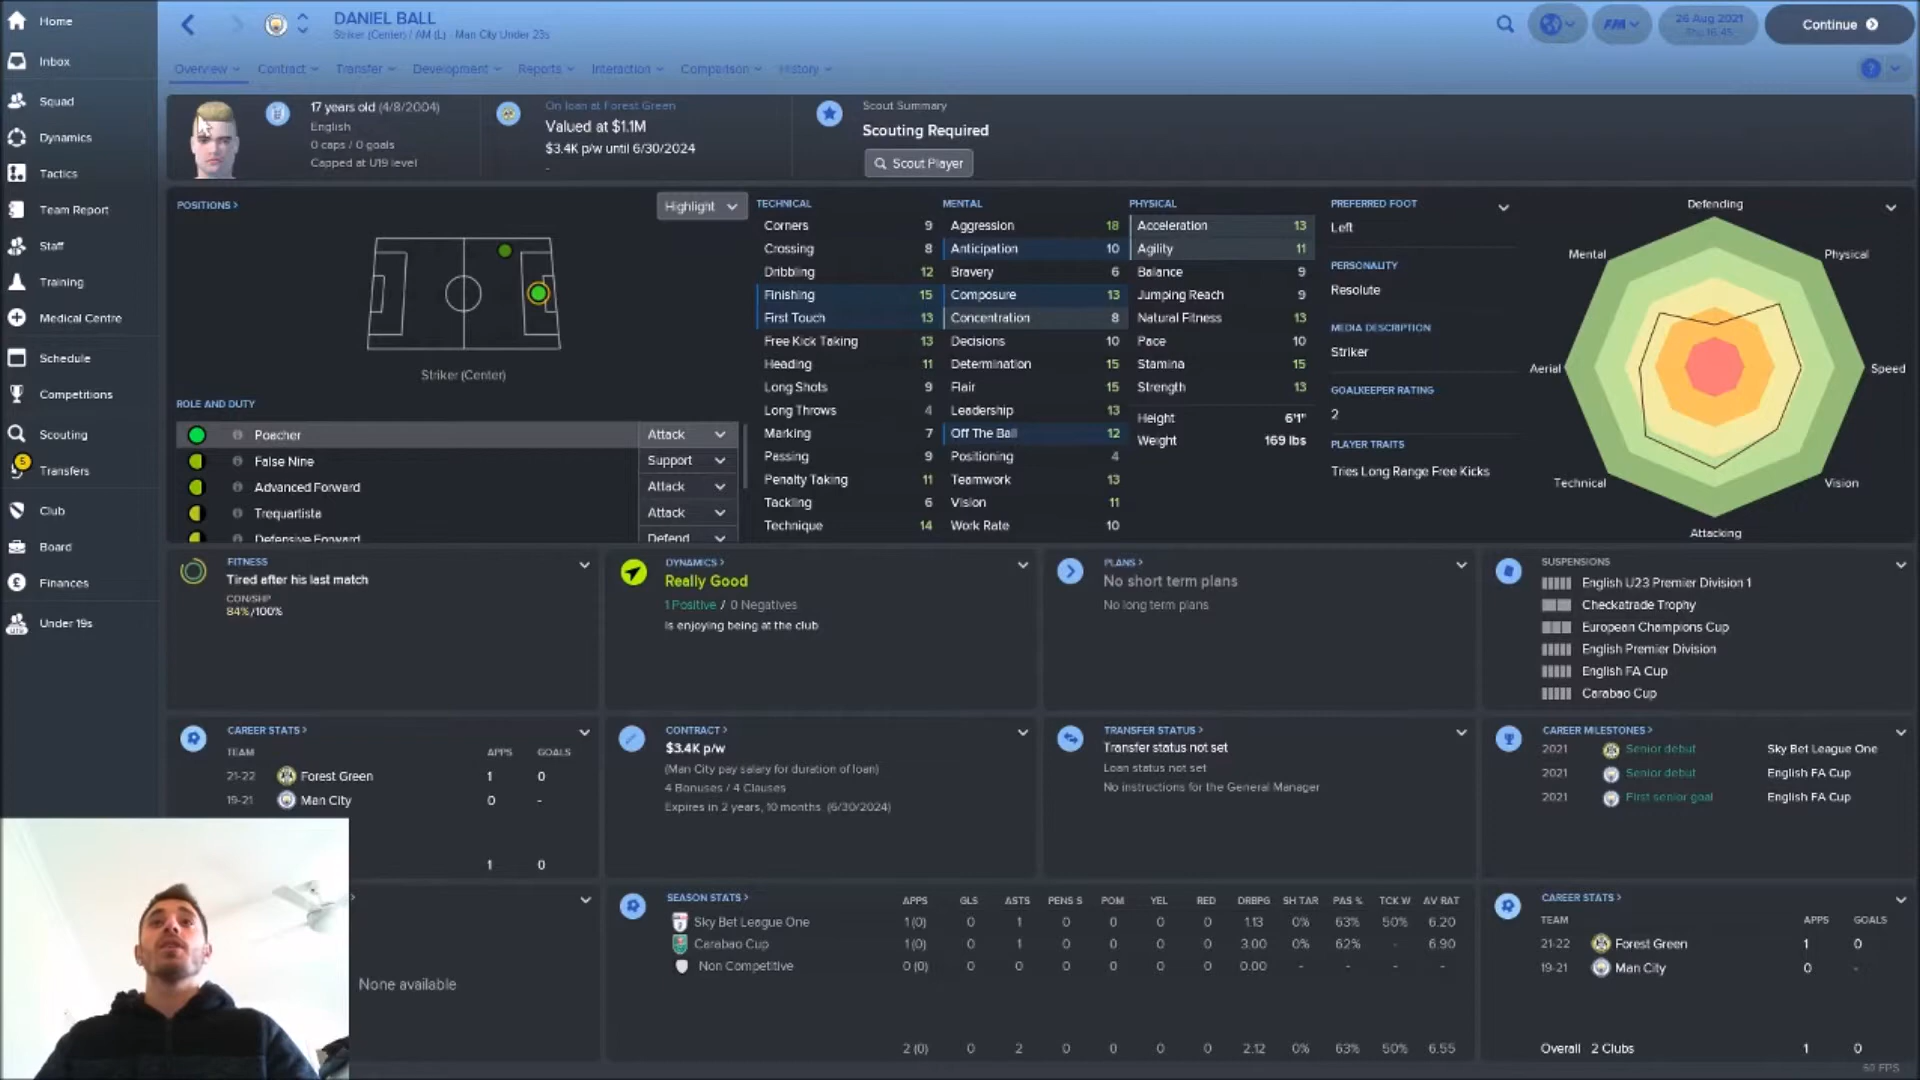 Home
Inbox
Squad
Dynamics
Tactics
Team Report
Staff
Training
Medical Centre
Schedule
Competitions
Scouting
5
Transfers
Club
Board
Finances
Under 19s
DANIEL BALL
Striker (Center) / AM (L) - Man City Under 23s
FM
26 Aug 2021
Thu 16:45
Continue
Overview
Contract
Transfer
Development
Reports
Interaction
Comparison
History
?
17 years old (4/8/2004)
English
0 caps / 0 goals
Capped at U19 level
On loan at Forest Green
Valued at $1.1M
$3.4K p/w until 6/30/2024
-
Scout Summary
Scouting Required
Scout Player
POSITIONS >
Highlight
Striker (Center)
ROLE AND DUTY
Poacher Attack
False Nine Support
Advanced Forward Attack
Trequartista Attack
Defensive Forward Defend
TECHNICAL
Corners 9
Crossing 8
Dribbling 12
Finishing 15
First Touch 13
Free Kick Taking 13
Heading 11
Long Shots 9
Long Throws 4
Marking 7
Passing 9
Penalty Taking 11
Tackling 6
Technique 14
MENTAL
Aggression 18
Anticipation 10
Bravery 6
Composure 13
Concentration 8
Decisions 10
Determination 15
Flair 15
Leadership 13
Off The Ball 12
Positioning 4
Teamwork 13
Vision 11
Work Rate 10
PHYSICAL
Acceleration 13
Agility 11
Balance 9
Jumping Reach 9
Natural Fitness 13
Pace 10
Stamina 15
Strength 13
Height 6'1"
Weight 169 lbs
PREFERRED FOOT
Left
PERSONALITY
Resolute
MEDIA DESCRIPTION
Striker
GOALKEEPER RATING
2
PLAYER TRAITS
Tries Long Range Free Kicks
Defending
Mental Physical
Aerial Speed
Technical Vision
Attacking
FITNESS
Tired after his last match
CON/SHP
84%/100%
DYNAMICS >
Really Good
1 Positive / 0 Negatives
Is enjoying being at the club
PLANS >
No short term plans
No long term plans
SUSPENSIONS
English U23 Premier Division 1
Checkatrade Trophy
European Champions Cup
English Premier Division
English FA Cup
Carabao Cup
CAREER STATS >
TEAM APPS GOALS
21-22 Forest Green 1 0
19-21 Man City 0 -
1 0
CONTRACT >
$3.4K p/w
(Man City pay salary for duration of loan)
4 Bonuses / 4 Clauses
Expires in 2 years, 10 months (6/30/2024)
TRANSFER STATUS >
Transfer status not set
Loan status not set
No instructions for the General Manager
CAREER MILESTONES >
2021 Senior debut Sky Bet League One
2021 Senior debut English FA Cup
2021 First senior goal English FA Cup
>
None available
SEASON STATS > APPS GLS ASTS PENS S POM YEL RED DRBPG SH TAR PAS % TCK W AV RAT
Sky Bet League One 1 (0) 0 1 0 0 0 0 1.13 0% 63% 50% 6.20
Carabao Cup 1 (0) 0 1 0 0 0 0 3.00 0% 62% - 6.90
Non Competitive 0 (0) 0 0 0 0 0 0 0.00 - - - -
2 (0) 0 2 0 0 0 0 2.12 0% 63% 50% 6.55
CAREER STATS >
TEAM APPS GOALS
21-22 Forest Green 1 0
19-21 Man City 0 -
Overall 2 Clubs 1 0
60 FPS